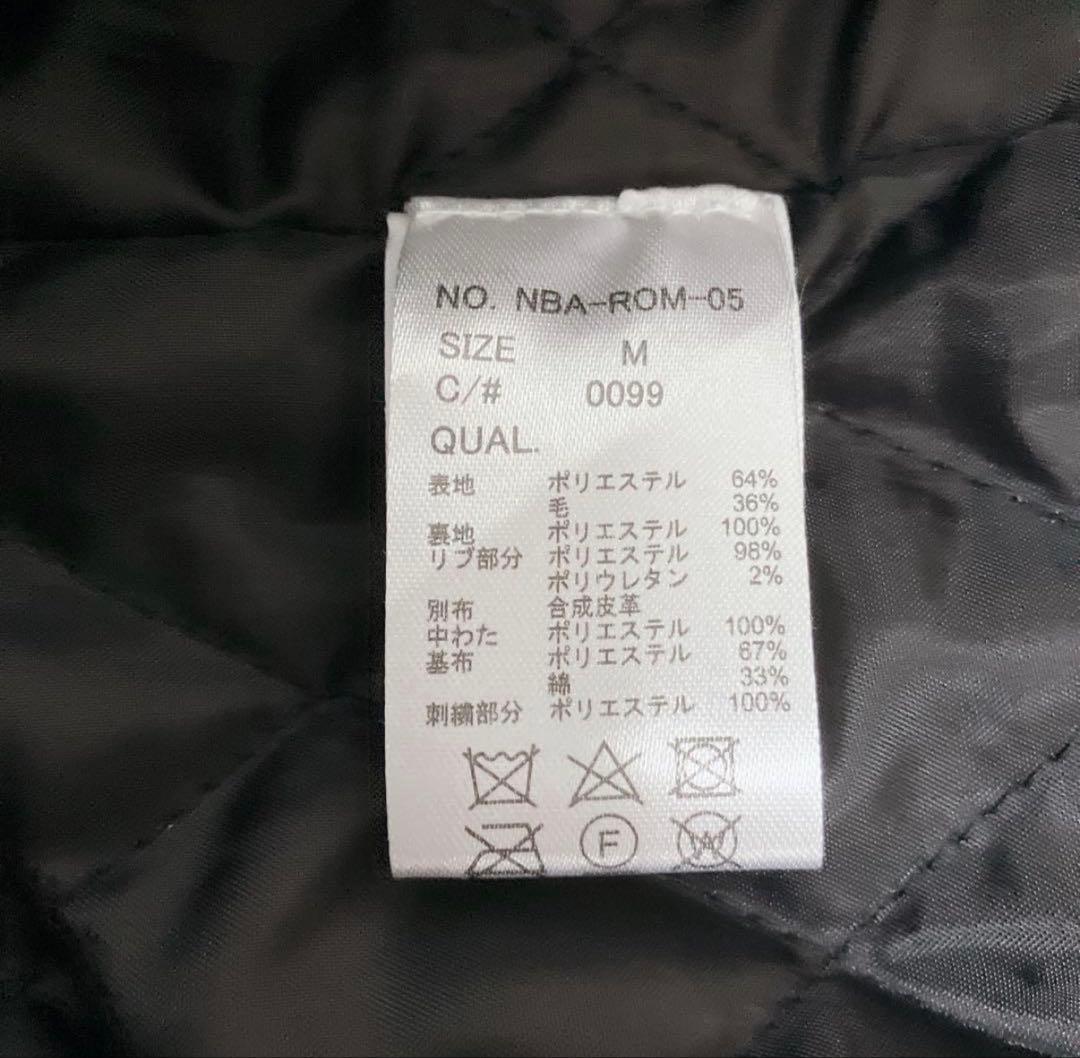 NO. NBA-ROM-05
SIZE M
C/# 0099
QUAL.
表地 ポリエステル 64%
毛 36%
裏地 ポリエステル 100%
リブ部分 ポリエステル 98%
ポリウレタン 2%
別布 合成皮革
中わた ポリエステル 100%
基布 ポリエステル 67%
綿 33%
刺繍部分 ポリエステル 100%
F W